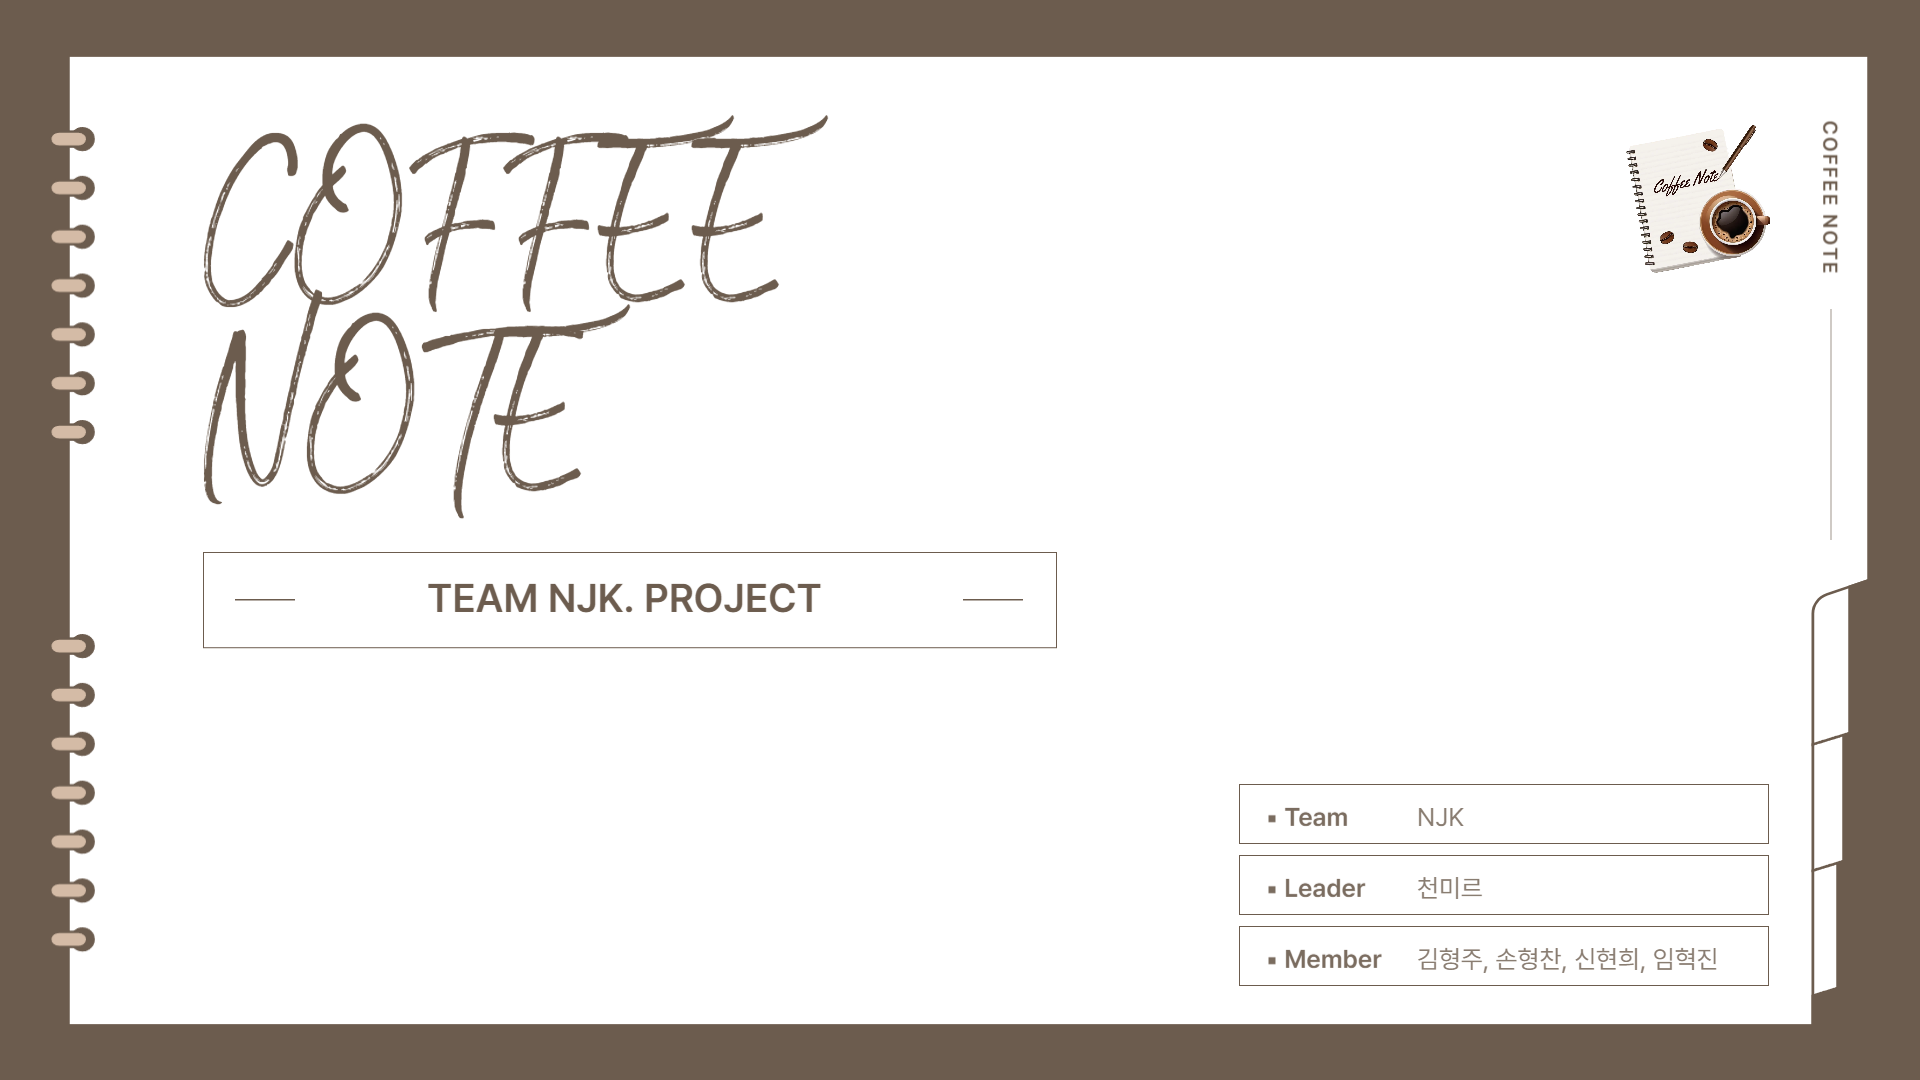 COFFEE
NOTE
Coffee Note
COFFEE NOTE
TEAM NJK. PROJECT
▪ Team NJK
▪ Leader 천미르
▪ Member 김형주, 손형찬, 신현희, 임혁진